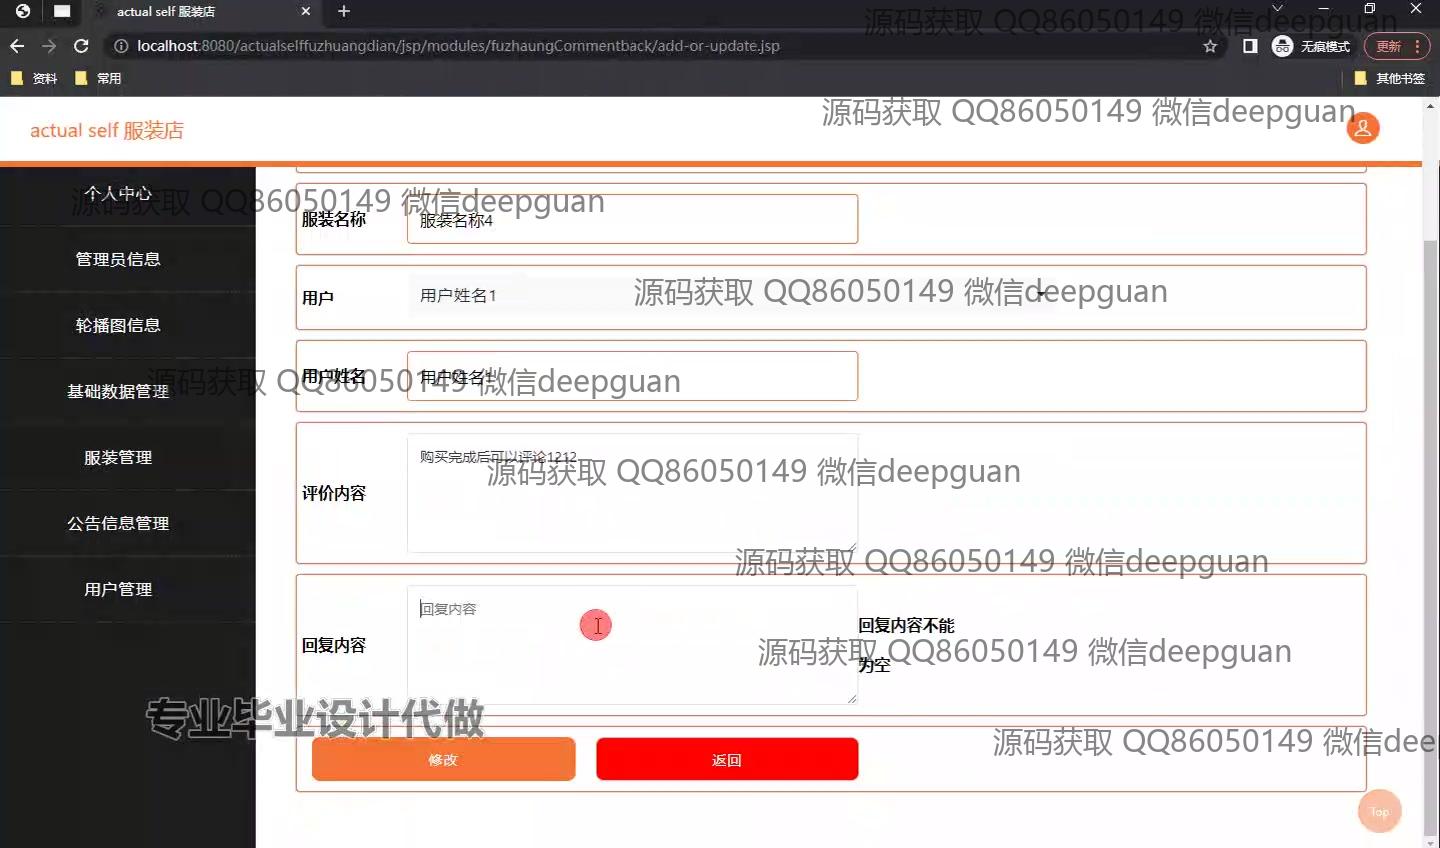 actual self 服装店
源码获取 QQ86050149 微信deepguan
localhost:8080/actualselffuzhuangdian/jsp/modules/fuzhaungCommentback/add-or-update.jsp
无痕模式
更新
资料
常用
其他书签
源码获取 QQ86050149 微信deepguan
actual self 服装店
个人中心
源码获取 QQ86050149 微信deepguan
服装名称
服装名称4
管理员信息
用户
用户姓名1
源码获取 QQ86050149 微信deepguan
轮播图信息
用户姓名
用户姓名1
源码获取 QQ86050149 微信deepguan
基础数据管理
服装管理
购买完成后可以评论1212
源码获取 QQ86050149 微信deepguan
评价内容
公告信息管理
源码获取 QQ86050149 微信deepguan
用户管理
回复内容
回复内容
回复内容不能
为空
源码获取 QQ86050149 微信deepguan
专业毕业设计代做
源码获取 QQ86050149 微信dee
修改
返回
Top